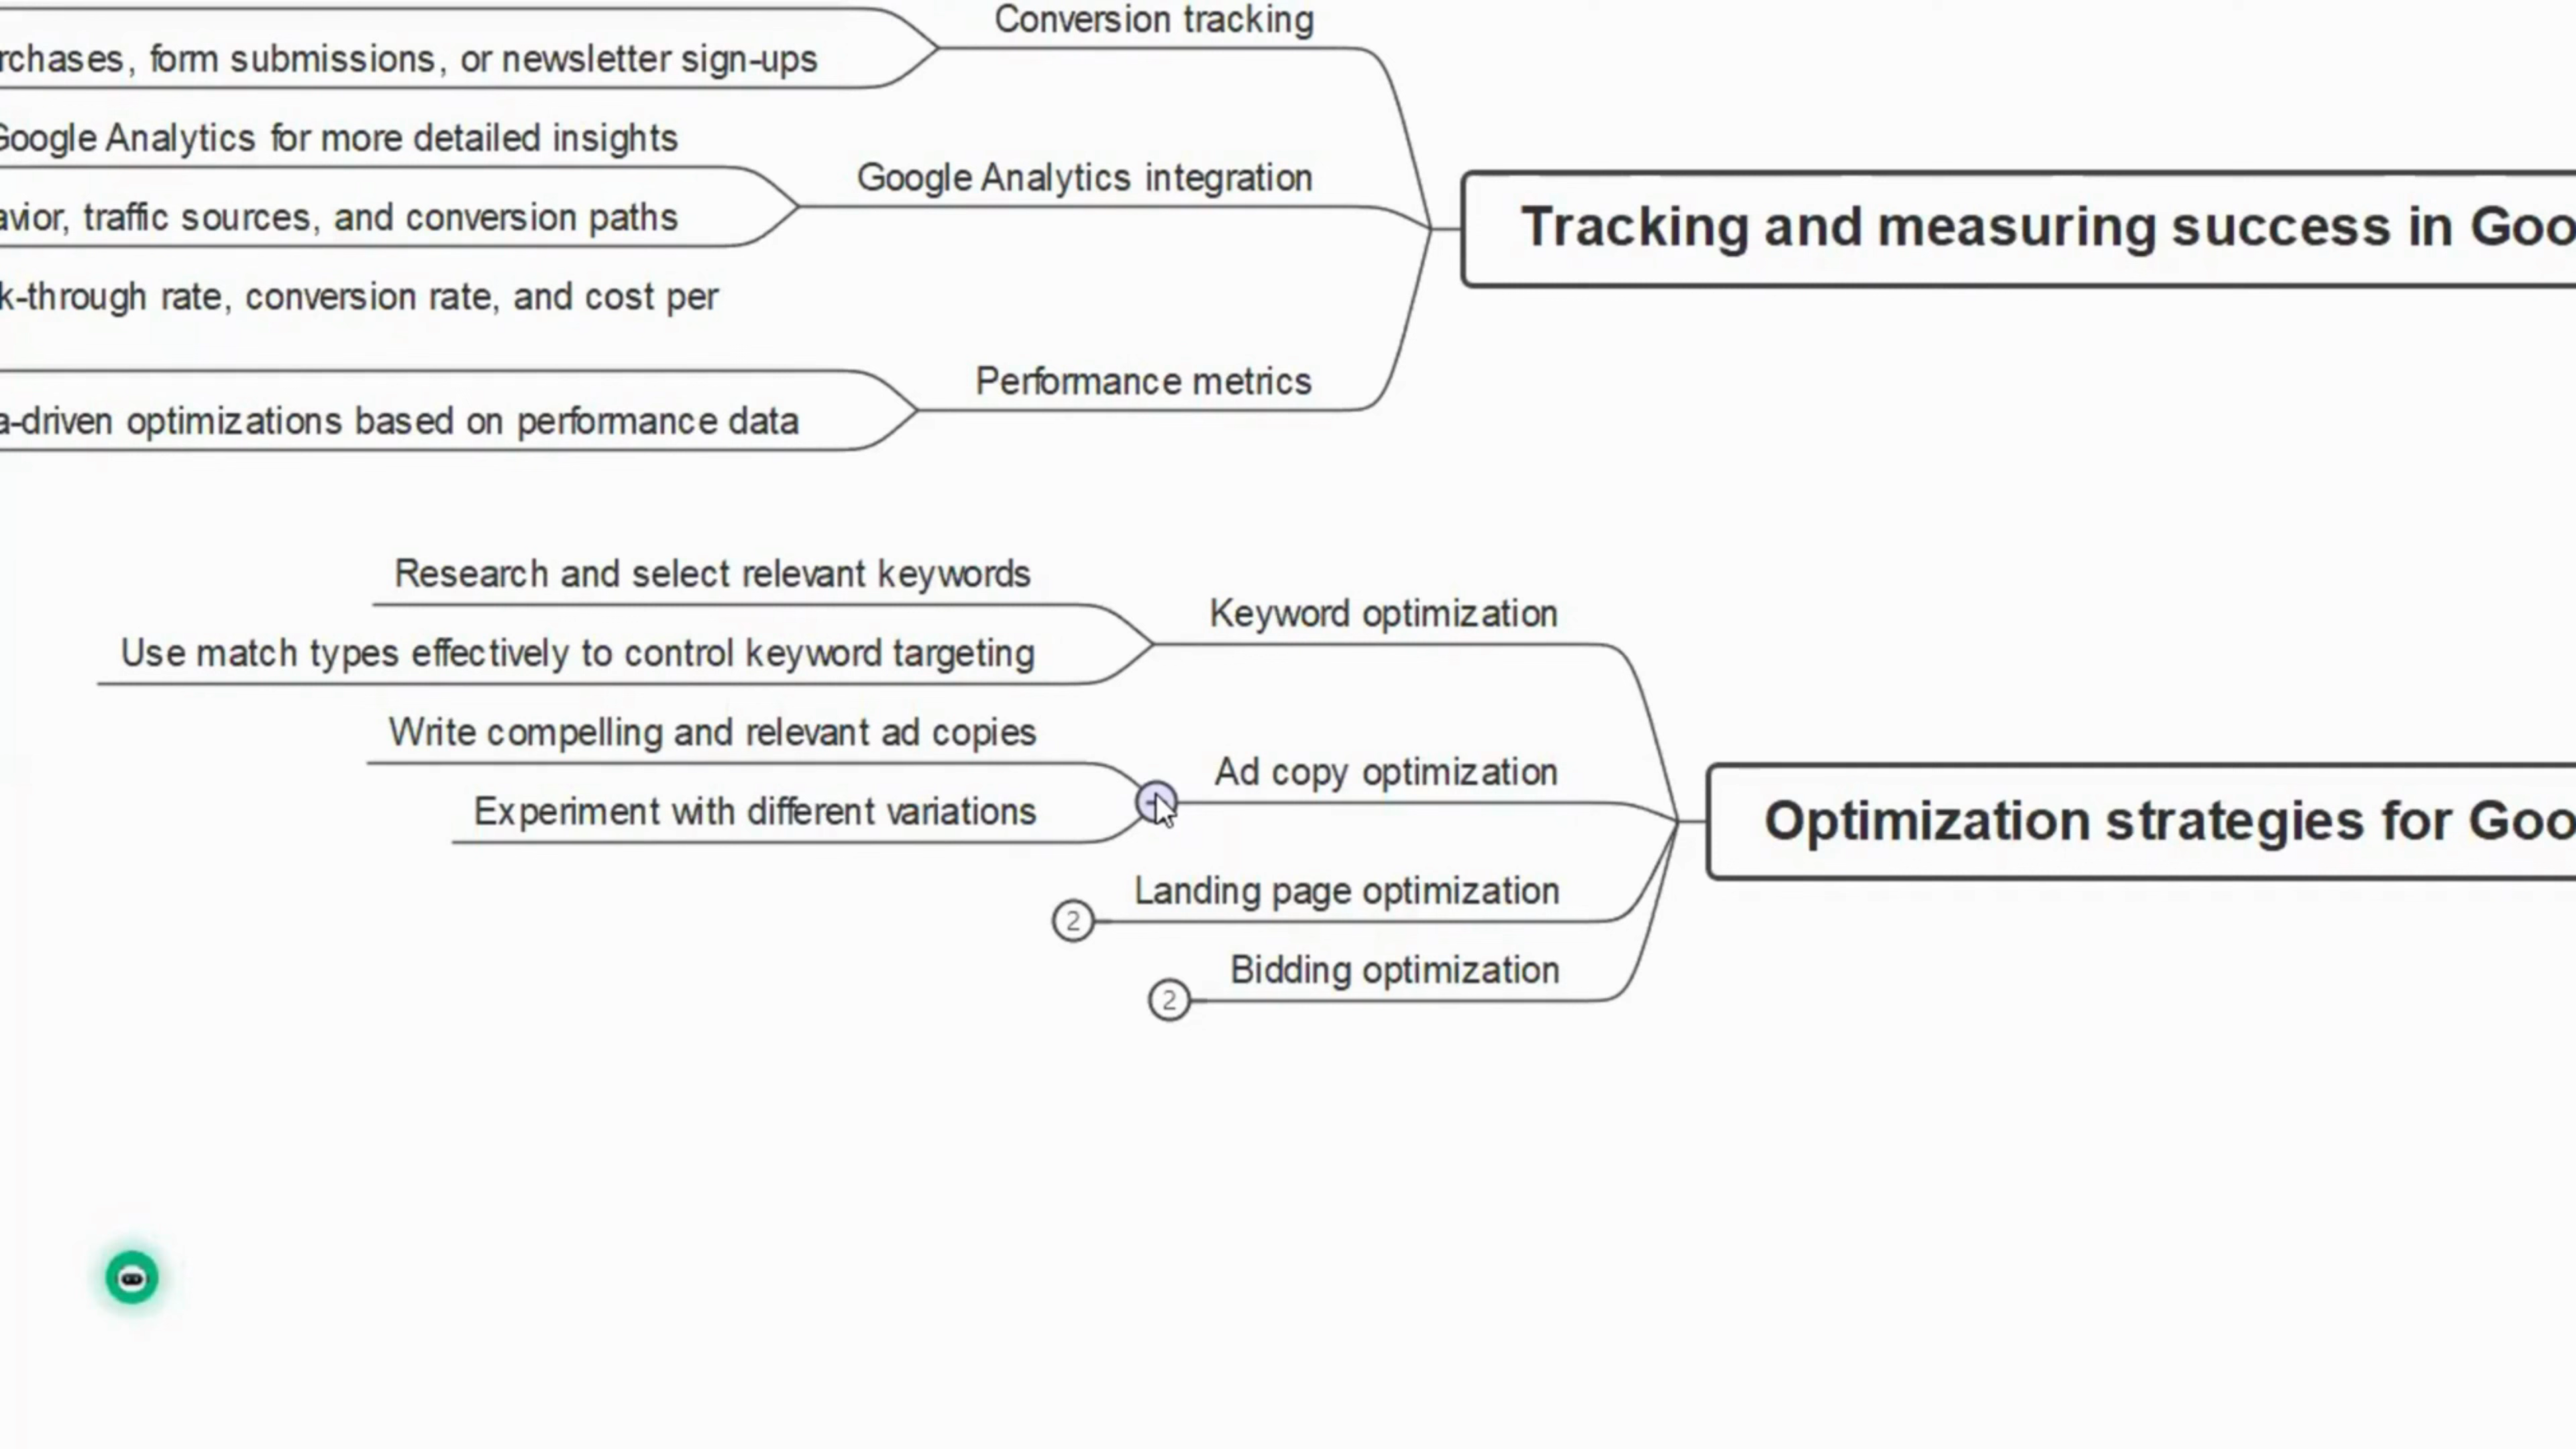 Conversion tracking
rchases, form submissions, or newsletter sign-ups
Google Analytics for more detailed insights
Google Analytics integration
avior, traffic sources, and conversion paths
Tracking and measuring success in Goo
k-through rate, conversion rate, and cost per
Performance metrics
a-driven optimizations based on performance data
Research and select relevant keywords
Keyword optimization
Use match types effectively to control keyword targeting
Write compelling and relevant ad copies
Ad copy optimization
Experiment with different variations
Optimization strategies for Goo
Landing page optimization
2
Bidding optimization
2